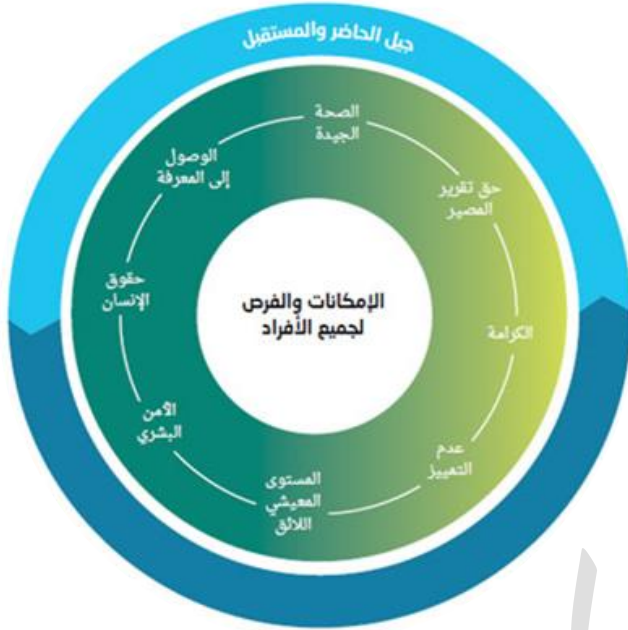 جيل الحاضر والمستقبل
الصحة
الجيدة
حق تقرير
المصير
الكرامة
عدم
التمييز
المستوى
المعيشي
اللائق
الأمن
البشري
حقوق
الإنسان
الوصول
إلى المعرفة
الإمكانات والفرص
لجميع الأفراد